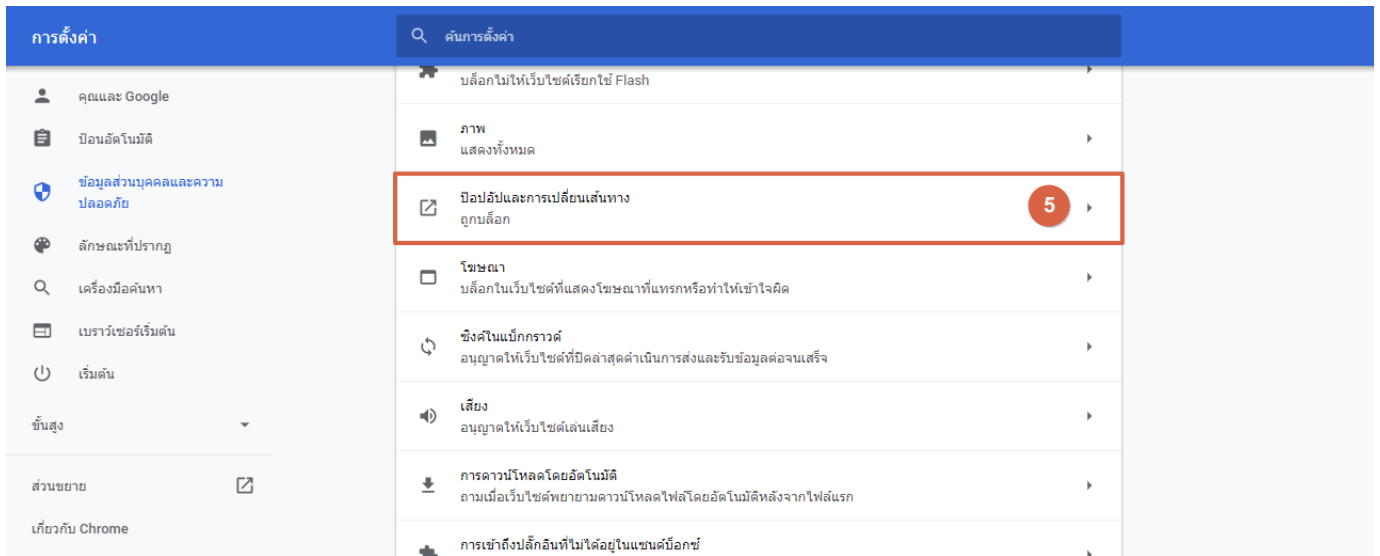 การตั้งค่า
ค้นการตั้งค่า
คุณและ Google
ป้อนอัตโนมัติ
ข้อมูลส่วนบุคคลและความ
ปลอดภัย
ลักษณะที่ปรากฏ
เครื่องมือค้นหา
เบราว์เซอร์เริ่มต้น
เริ่มต้น
ขั้นสูง
ส่วนขยาย
เกี่ยวกับ Chrome
บล็อกไม่ให้เว็บไซต์เรียกใช้ Flash
ภาพ
แสดงทั้งหมด
ป๊อปอัปและการเปลี่ยนเส้นทาง
ถูกบล็อก
5
โฆษณา
บล็อกในเว็บไซต์ที่แสดงโฆษณาที่แทรกหรือทำให้เข้าใจผิด
ซิงค์ในแบ็กกราวด์
อนุญาตให้เว็บไซต์ที่ปิดล่าสุดดำเนินการส่งและรับข้อมูลต่อจนเสร็จ
เสียง
อนุญาตให้เว็บไซต์เล่นเสียง
การดาวน์โหลดโดยอัตโนมัติ
ถามเมื่อเว็บไซต์พยายามดาวน์โหลดไฟล์โดยอัตโนมัติหลังจากไฟล์แรก
การเข้าถึงปลั๊กอินที่ไม่ได้อยู่ในแซนด์บ็อกซ์